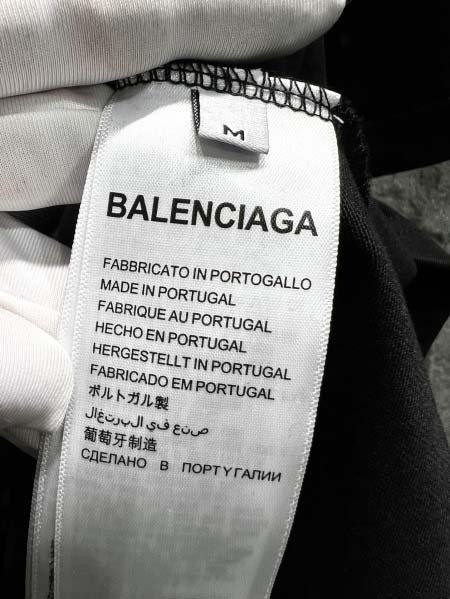 M
BALENCIAGA
FABBRICATO IN PORTOGALLO
MADE IN PORTUGAL
FABRIQUE AU PORTUGAL
HECHO EN PORTUGAL
HERGESTELLT IN PORTUGAL
FABRICADO EM PORTUGAL
ポルトガル製
صنع في البرتغال
葡萄牙制造
СДЕЛАНО В ПОРТУГАЛИИ